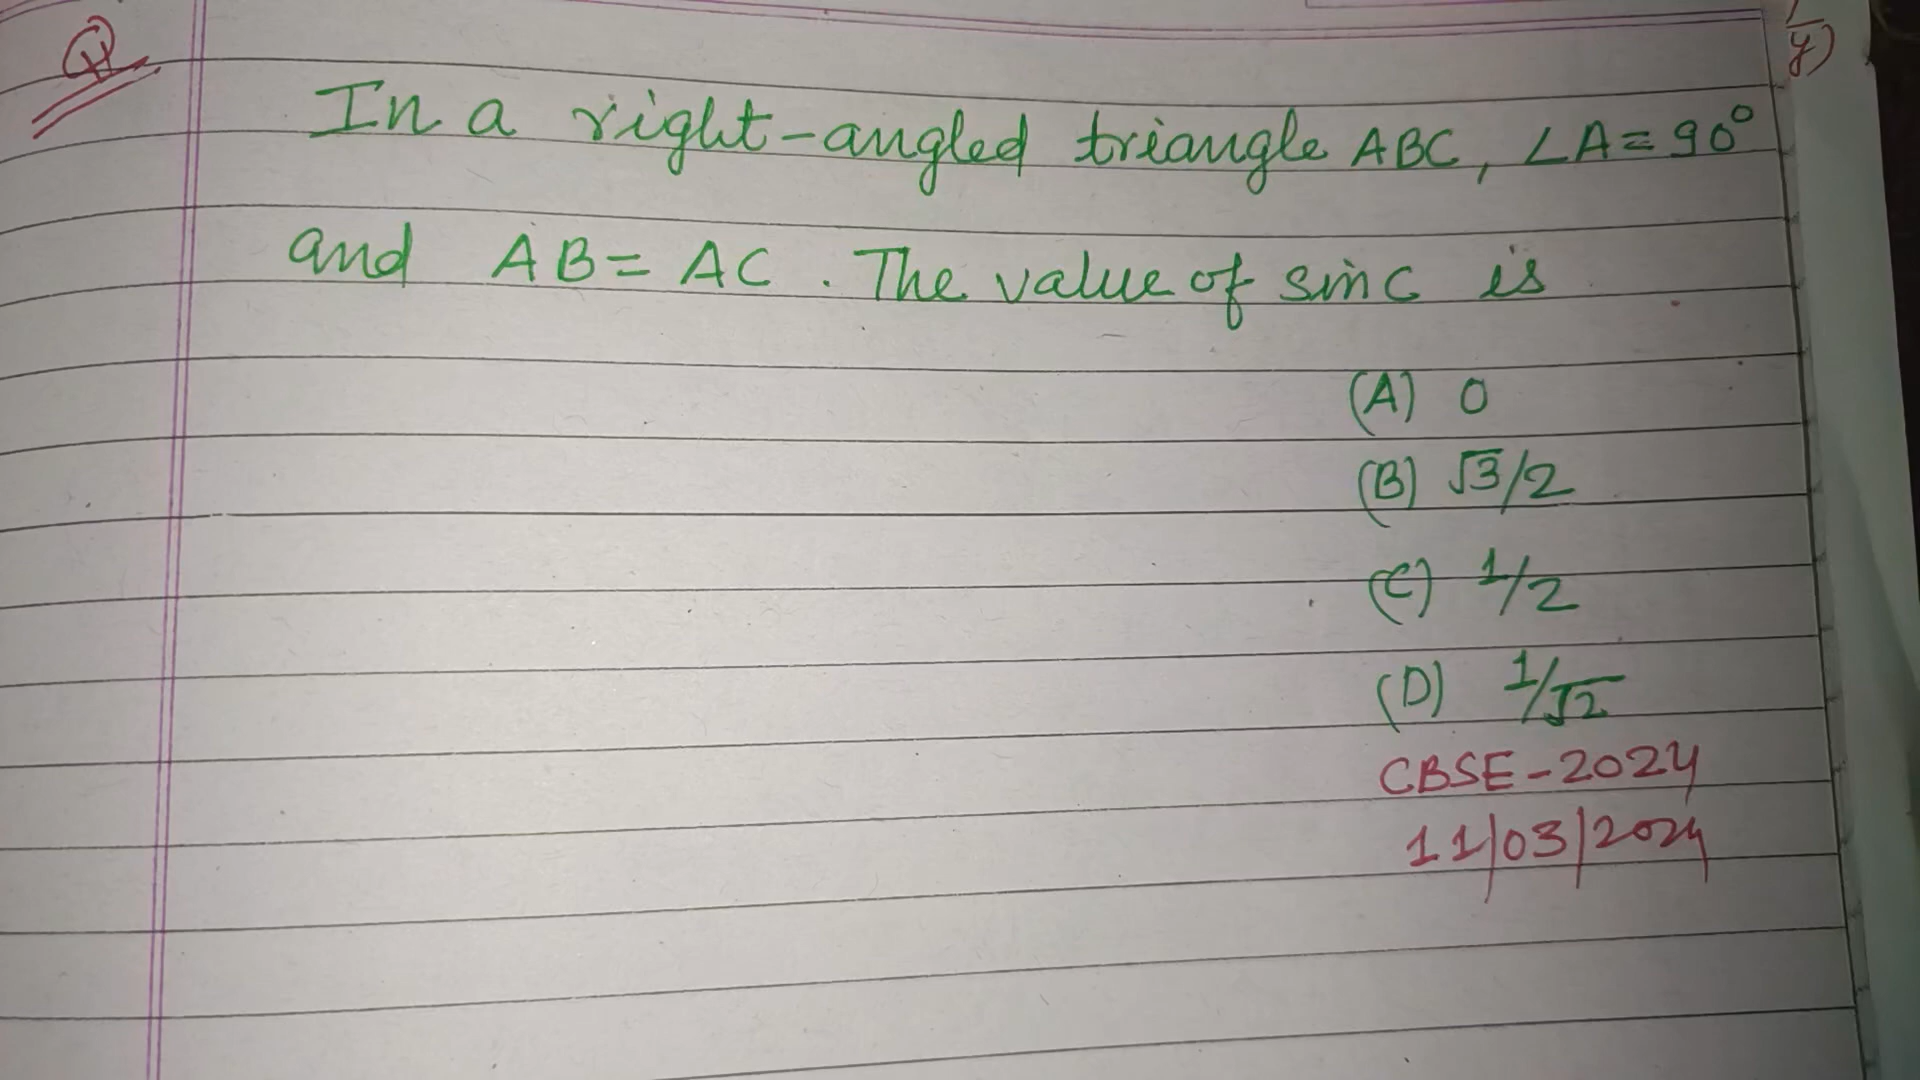 Q
In a right-angled triangle ABC, ∠A = 90°
and AB = AC. The value of sin C is
(A) 0
(B) √3/2
(C) 1/2
(D) 1/√2
CBSE-2024
11/03/2024